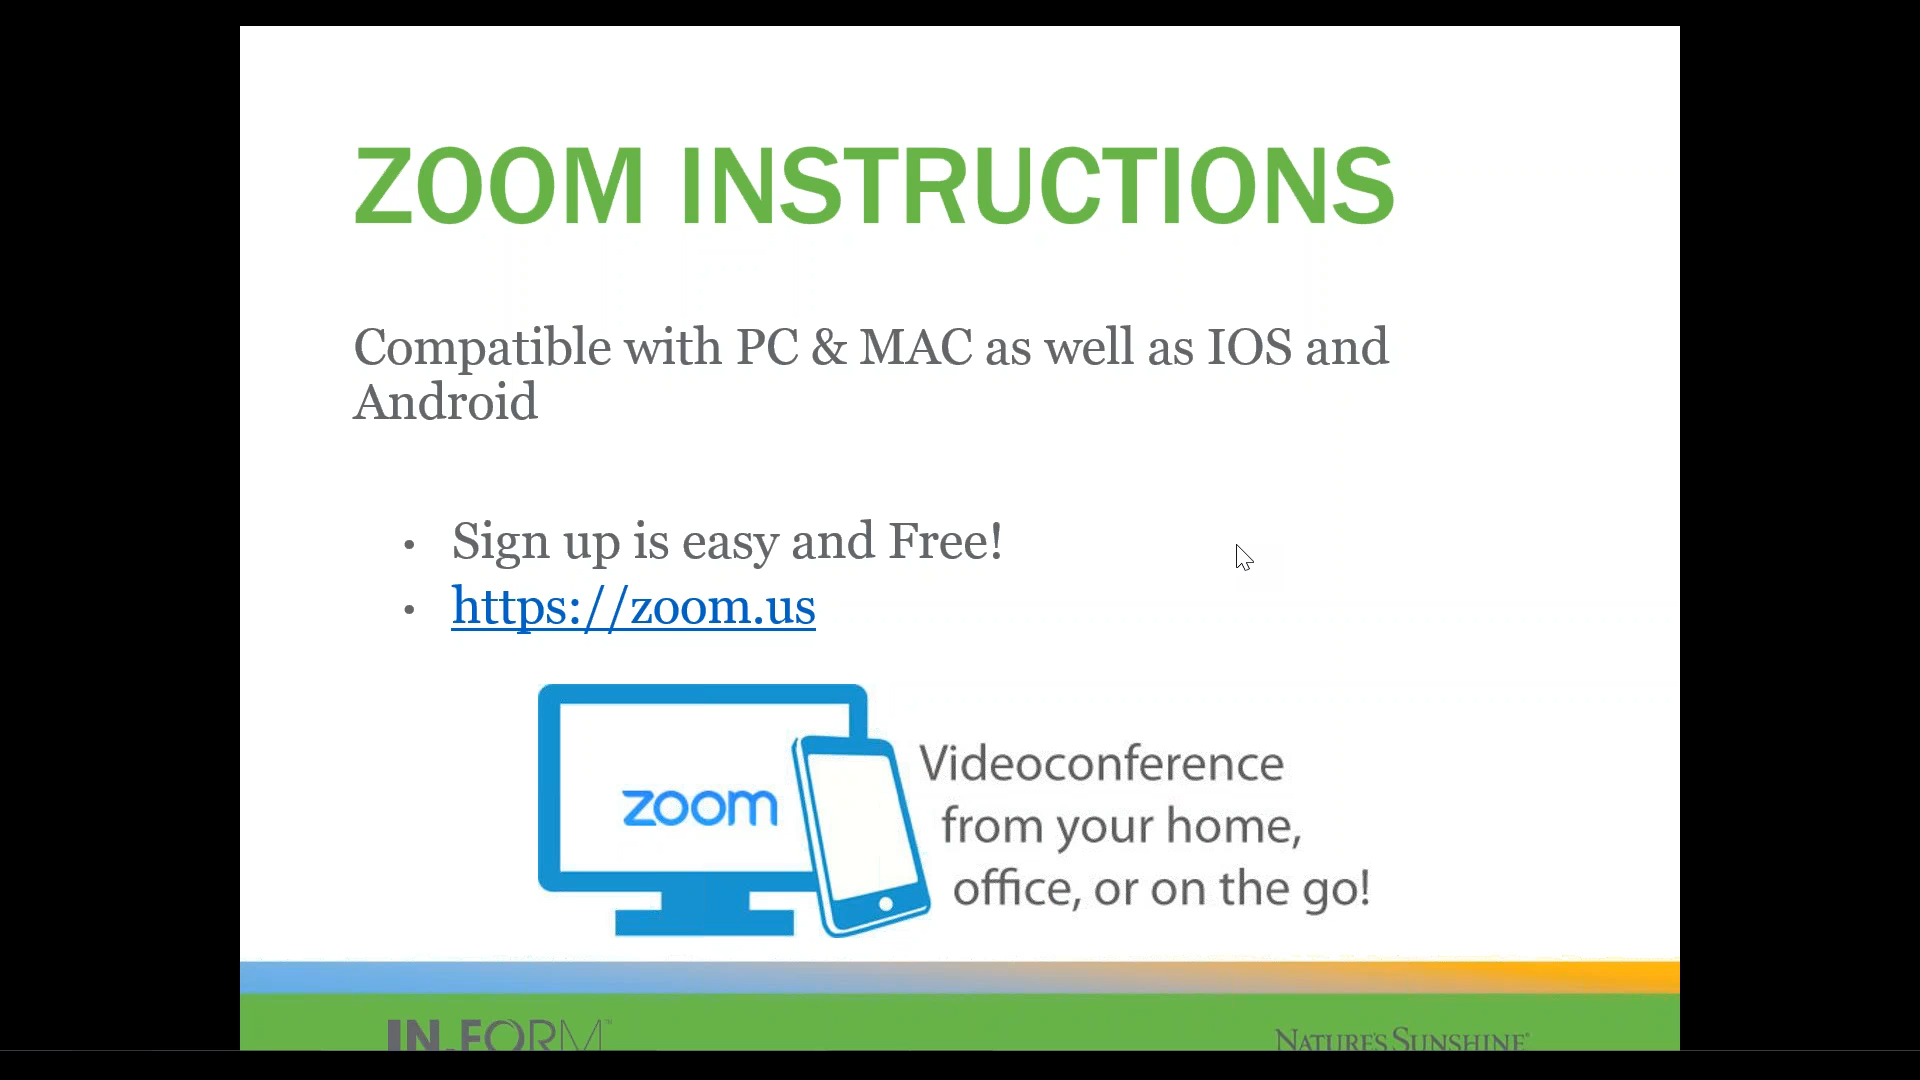 ZOOM INSTRUCTIONS
Compatible with PC & MAC as well as IOS and
Android
• Sign up is easy and Free!
• https://zoom.us
zoom
Videoconference
from your home,
office, or on the go!
IN.FORM™
NATURE'S SUNSHINE®